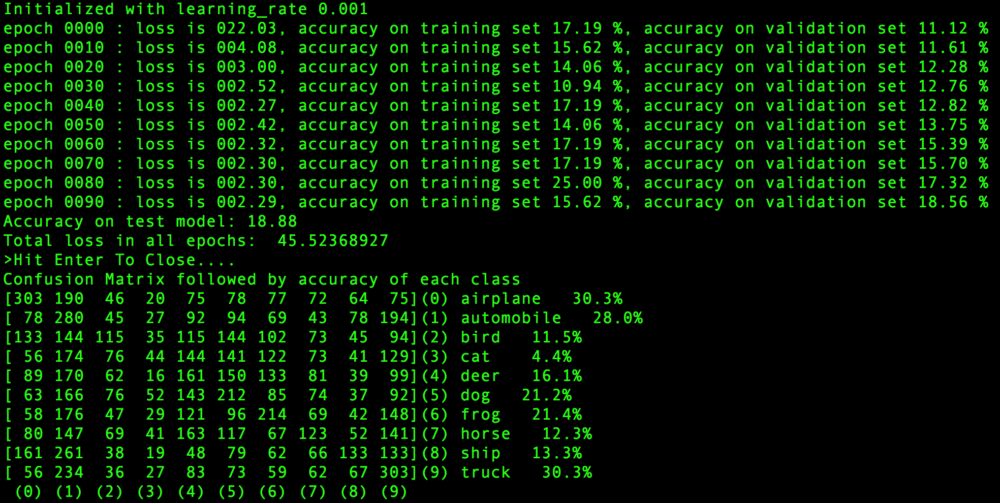 Initialized with learning_rate 0.001
epoch 0000 : loss is 022.03, accuracy on training set 17.19 %, accuracy on validation set 11.12 %
epoch 0010 : loss is 004.08, accuracy on training set 15.62 %, accuracy on validation set 11.61 %
epoch 0020 : loss is 003.00, accuracy on training set 14.06 %, accuracy on validation set 12.28 %
epoch 0030 : loss is 002.52, accuracy on training set 10.94 %, accuracy on validation set 12.76 %
epoch 0040 : loss is 002.27, accuracy on training set 17.19 %, accuracy on validation set 12.82 %
epoch 0050 : loss is 002.42, accuracy on training set 14.06 %, accuracy on validation set 13.75 %
epoch 0060 : loss is 002.32, accuracy on training set 17.19 %, accuracy on validation set 15.39 %
epoch 0070 : loss is 002.30, accuracy on training set 17.19 %, accuracy on validation set 15.70 %
epoch 0080 : loss is 002.30, accuracy on training set 25.00 %, accuracy on validation set 17.32 %
epoch 0090 : loss is 002.29, accuracy on training set 15.62 %, accuracy on validation set 18.56 %
Accuracy on test model: 18.88
Total loss in all epochs:  45.52368927
>Hit Enter To Close....
Confusion Matrix followed by accuracy of each class
[303 190  46  20  75  78  77  72  64  75](0) airplane   30.3%
[ 78 280  45  27  92  94  69  43  78 194](1) automobile   28.0%
[133 144 115  35 115 144 102  73  45  94](2) bird   11.5%
[ 56 174  76  44 144 141 122  73  41 129](3) cat    4.4%
[ 89 170  62  16 161 150 133  81  39  99](4) deer   16.1%
[ 63 166  76  52 143 212  85  74  37  92](5) dog   21.2%
[ 58 176  47  29 121  96 214  69  42 148](6) frog   21.4%
[ 80 147  69  41 163 117  67 123  52 141](7) horse   12.3%
[161 261  38  19  48  79  62  66 133 133](8) ship   13.3%
[ 56 234  36  27  83  73  59  62  67 303](9) truck   30.3%
 (0) (1) (2) (3) (4) (5) (6) (7) (8) (9)